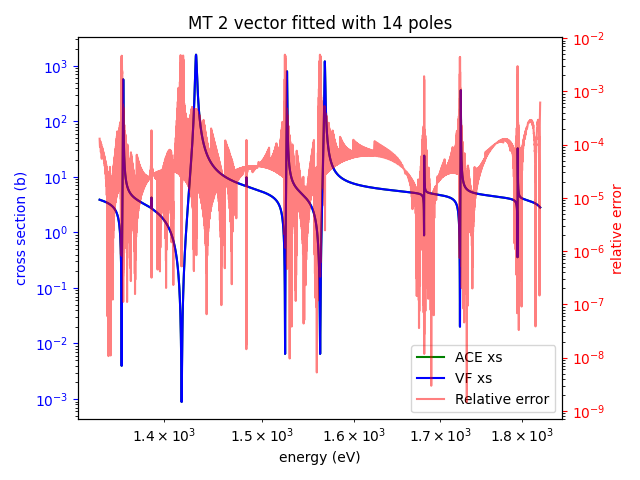 MT 2 vector fitted with 14 poles
cross section (b)
10³
10²
10¹
10⁰
10⁻¹
10⁻²
10⁻³
10⁻²
10⁻³
10⁻⁴
10⁻⁵
10⁻⁶
10⁻⁷
10⁻⁸
10⁻⁹
relative error
ACE xs
VF xs
Relative error
1.4 × 10³ 1.5 × 10³ 1.6 × 10³ 1.7 × 10³ 1.8 × 10³
energy (eV)